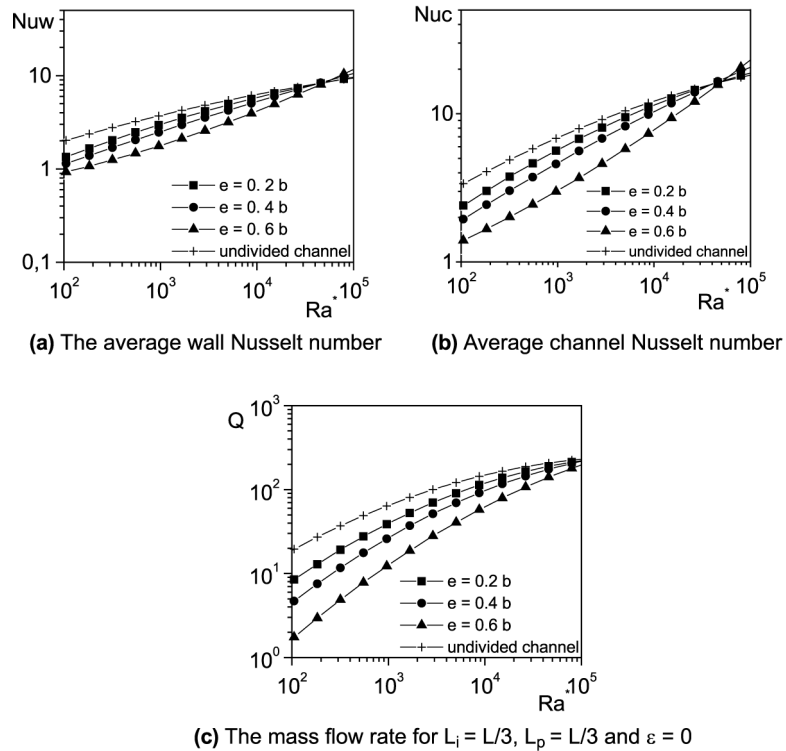 Nuw
10
1
0,1
e = 0. 2 b
e = 0. 4 b
e = 0. 6 b
undivided channel
10²
10³
10⁴
10⁵
Ra*
(a) The average wall Nusselt number
Nuc
10
1
e = 0.2 b
e = 0.4 b
e = 0.6 b
undivided channel
10²
10³
10⁴
10⁵
Ra*
(b) Average channel Nusselt number
Q
10³
10²
10¹
10⁰
e = 0.2 b
e = 0.4 b
e = 0.6 b
undivided channel
10²
10³
10⁴
10⁵
Ra*
(c) The mass flow rate for Lᵢ = L/3, Lₚ = L/3 and ε = 0